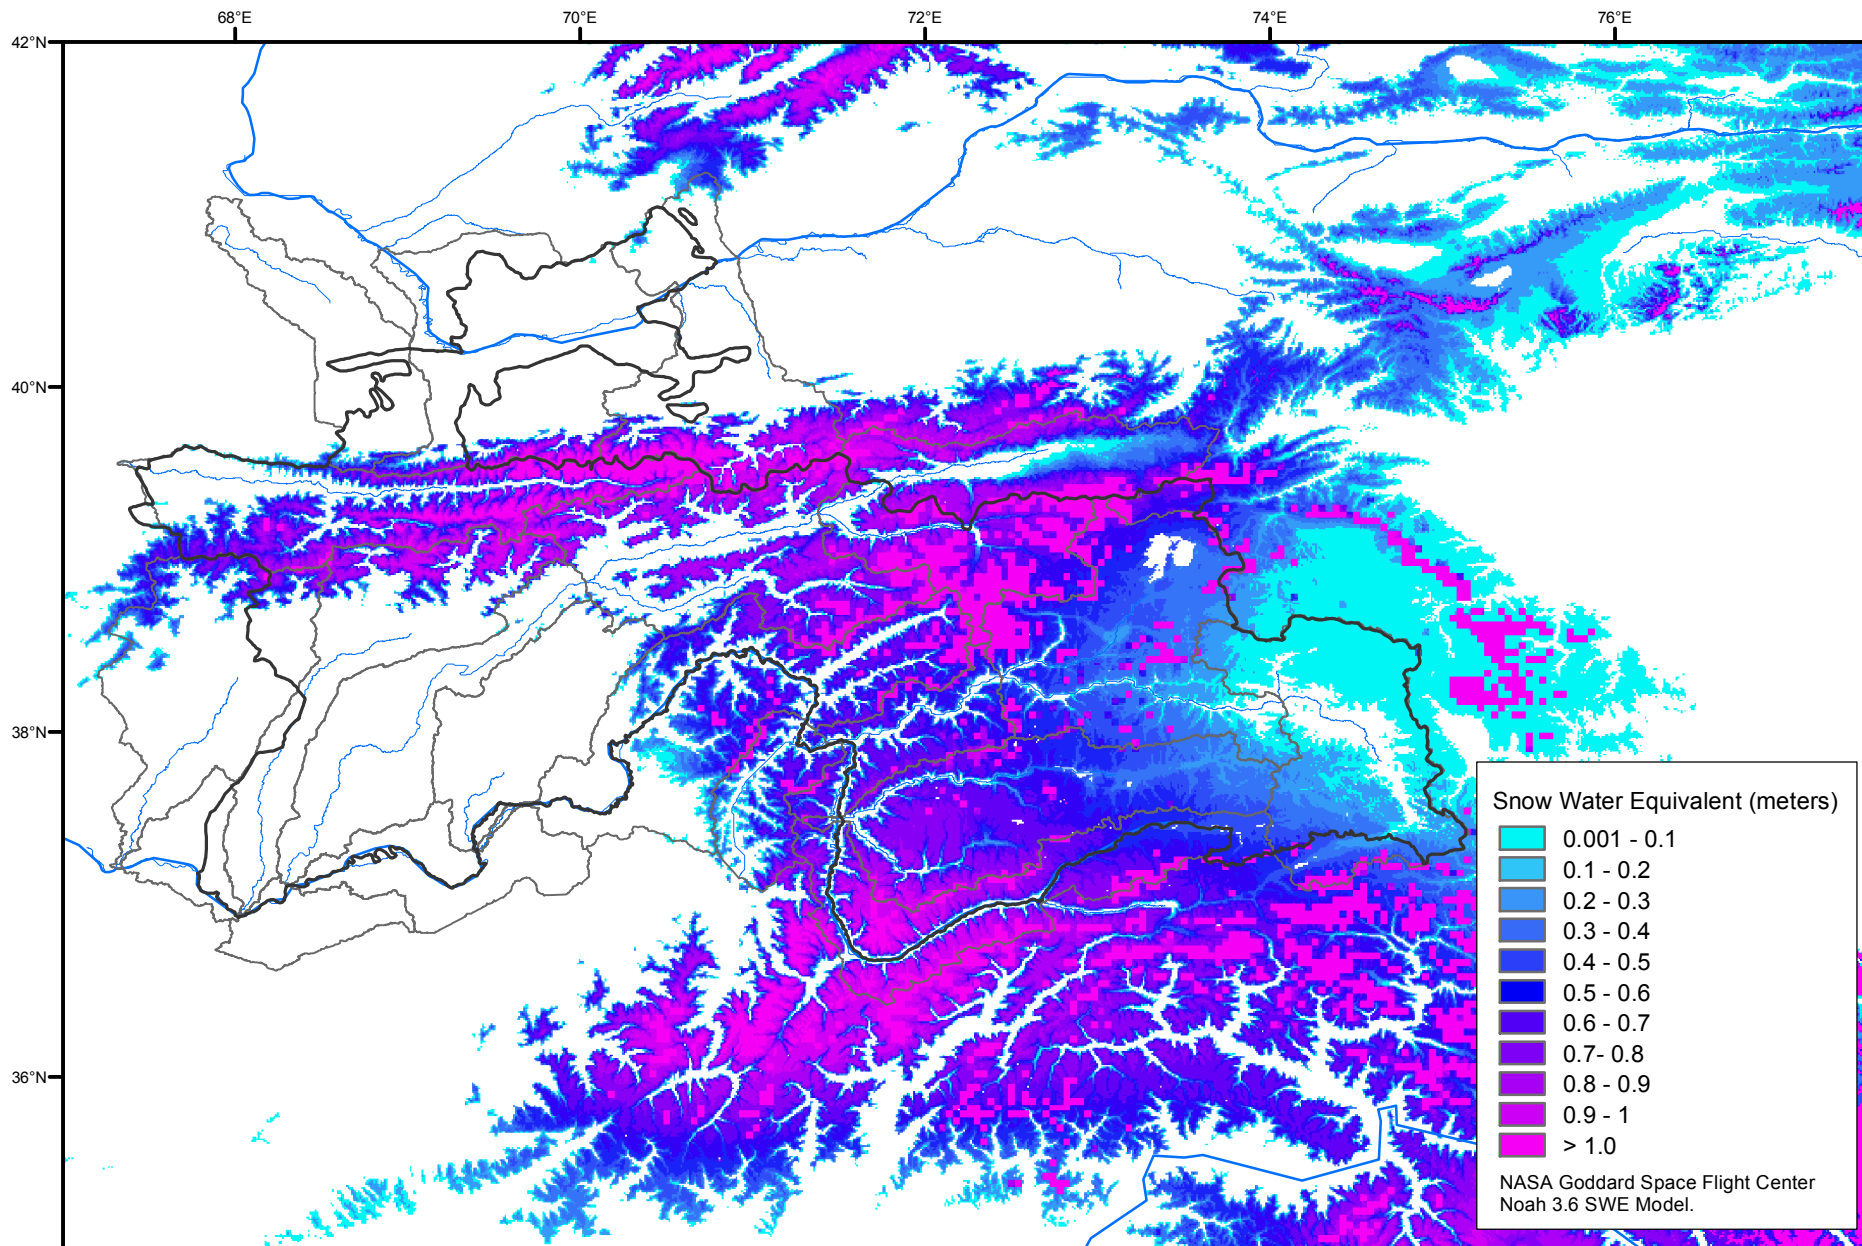 68°E 70°E 72°E 74°E 76°E
42°N
40°N
38°N
36°N
Snow Water Equivalent (meters)
0.001 - 0.1
0.1 - 0.2
0.2 - 0.3
0.3 - 0.4
0.4 - 0.5
0.5 - 0.6
0.6 - 0.7
0.7- 0.8
0.8 - 0.9
0.9 - 1
> 1.0
NASA Goddard Space Flight Center
Noah 3.6 SWE Model.